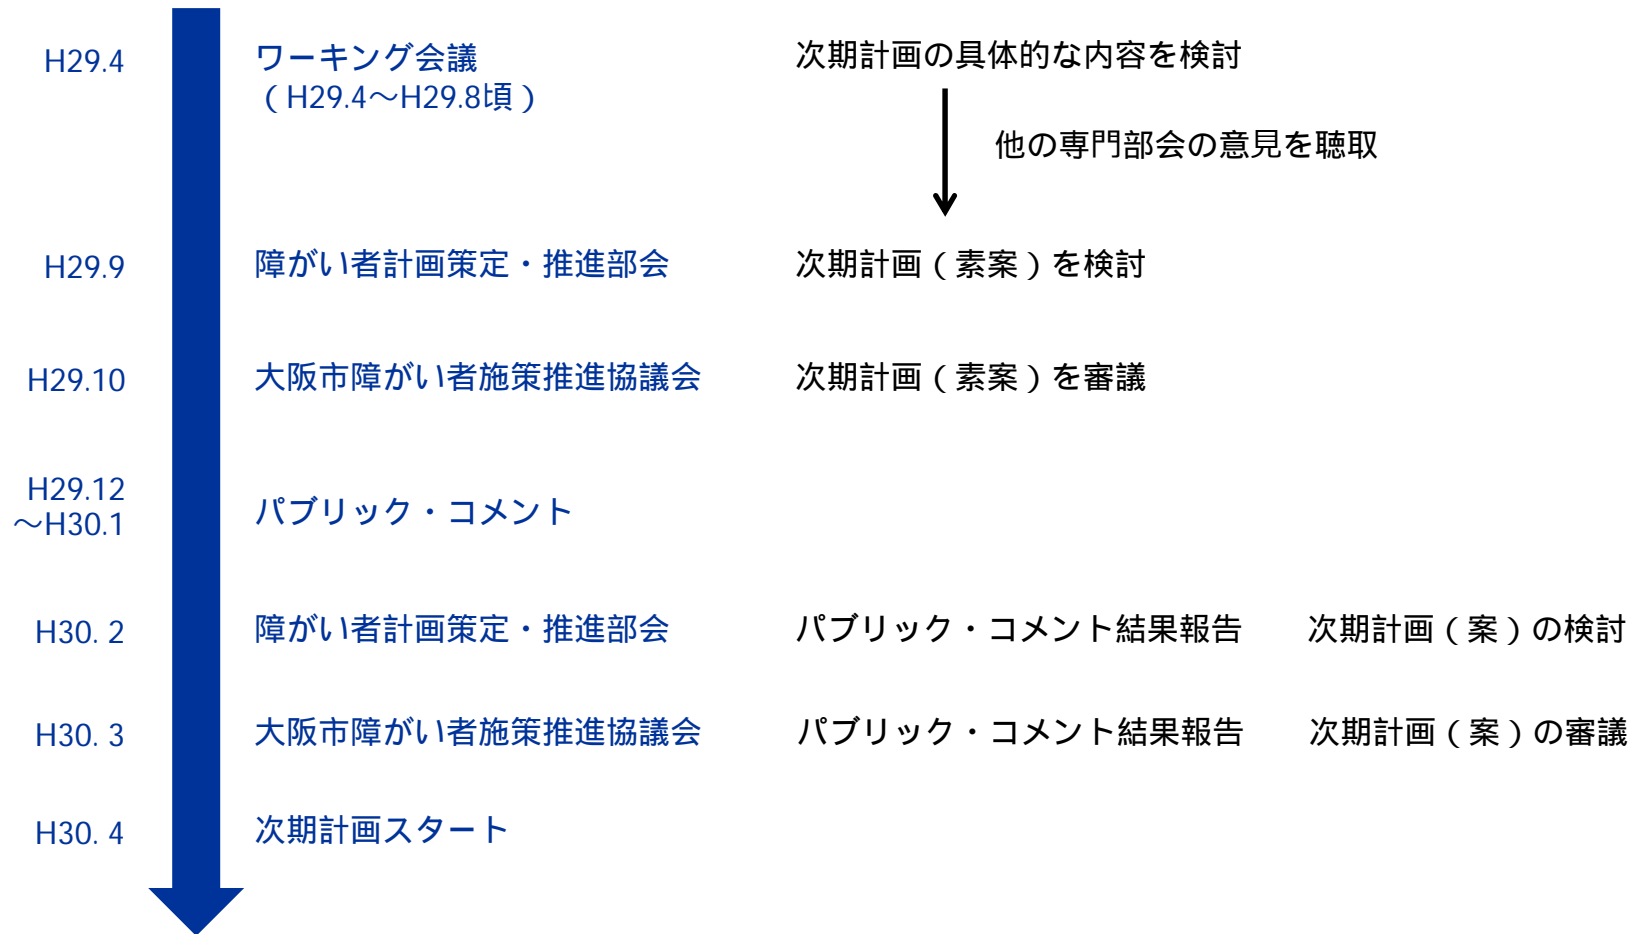 H29.4 ワーキング会議 次期計画の具体的な内容を検討
（H29.4～H29.8頃）
他の専門部会の意見を聴取
H29.9 障がい者計画策定・推進部会 次期計画（素案）を検討
H29.10 大阪市障がい者施策推進協議会 次期計画（素案）を審議
H29.12
～H30.1 パブリック・コメント
H30. 2 障がい者計画策定・推進部会 パブリック・コメント結果報告 次期計画（案）の検討
H30. 3 大阪市障がい者施策推進協議会 パブリック・コメント結果報告 次期計画（案）の審議
H30. 4 次期計画スタート